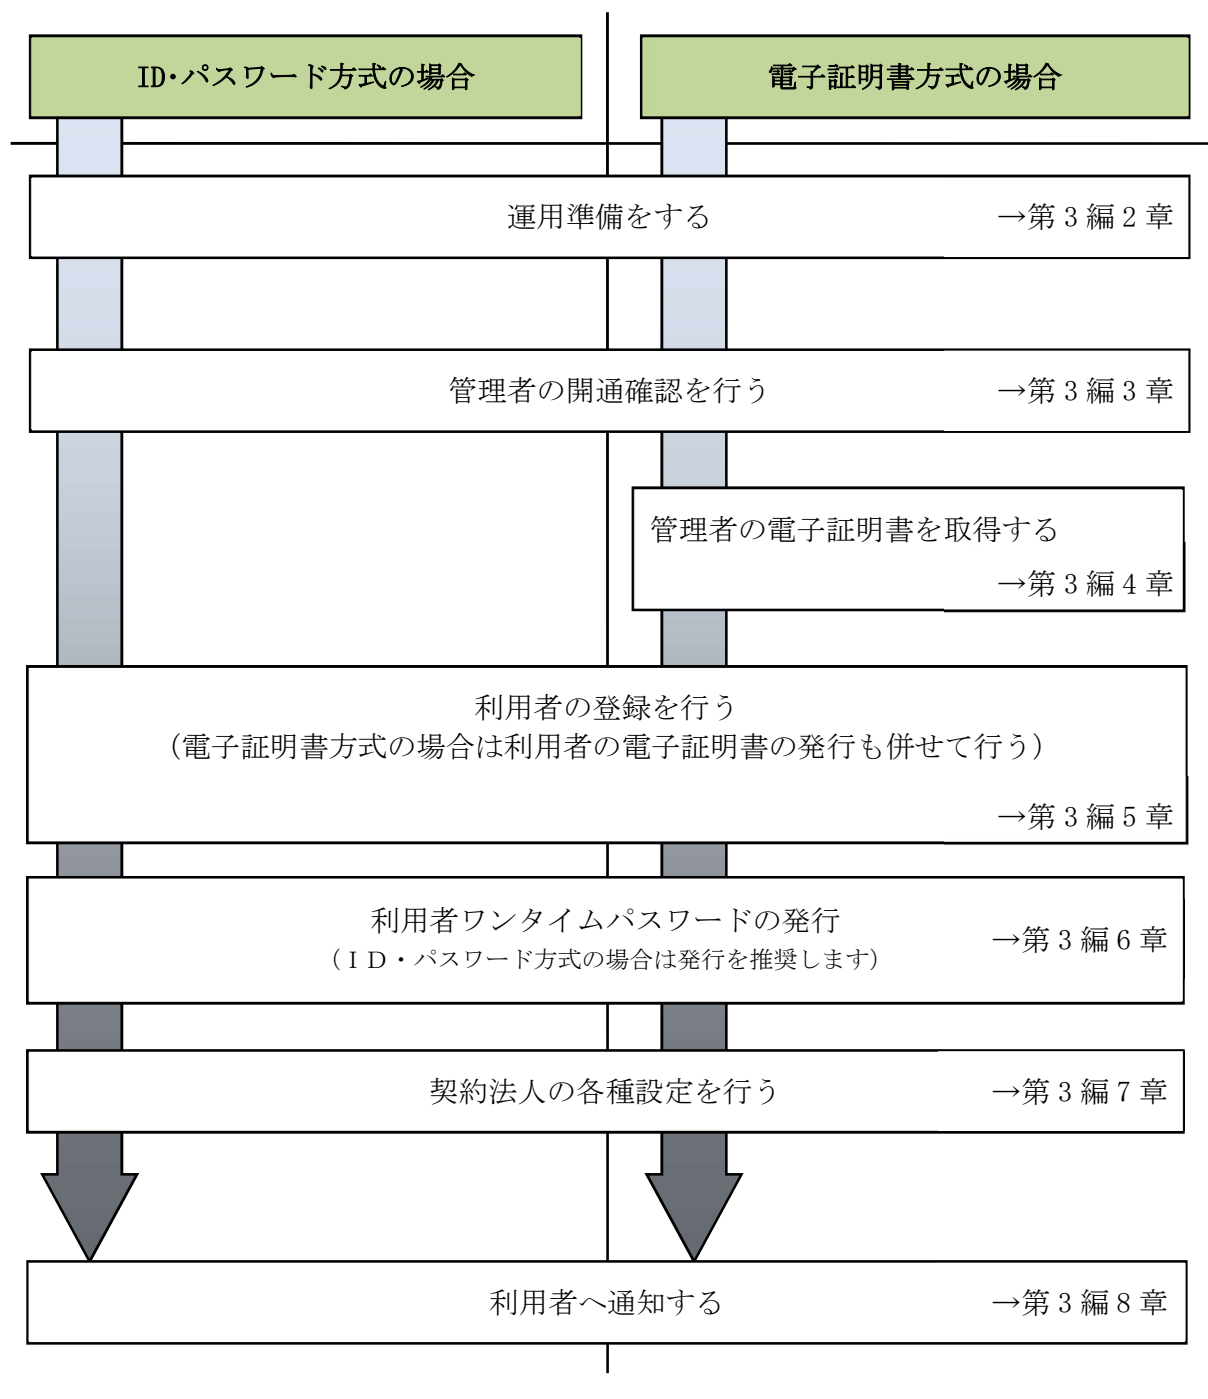 ID・パスワード方式の場合
電子証明書方式の場合
運用準備をする →第3編2章
管理者の開通確認を行う →第3編3章
管理者の電子証明書を取得する
→第3編4章
利用者の登録を行う
(電子証明書方式の場合は利用者の電子証明書の発行も併せて行う)
→第3編5章
利用者ワンタイムパスワードの発行
(ID・パスワード方式の場合は発行を推奨します)
→第3編6章
契約法人の各種設定を行う →第3編7章
利用者へ通知する →第3編8章